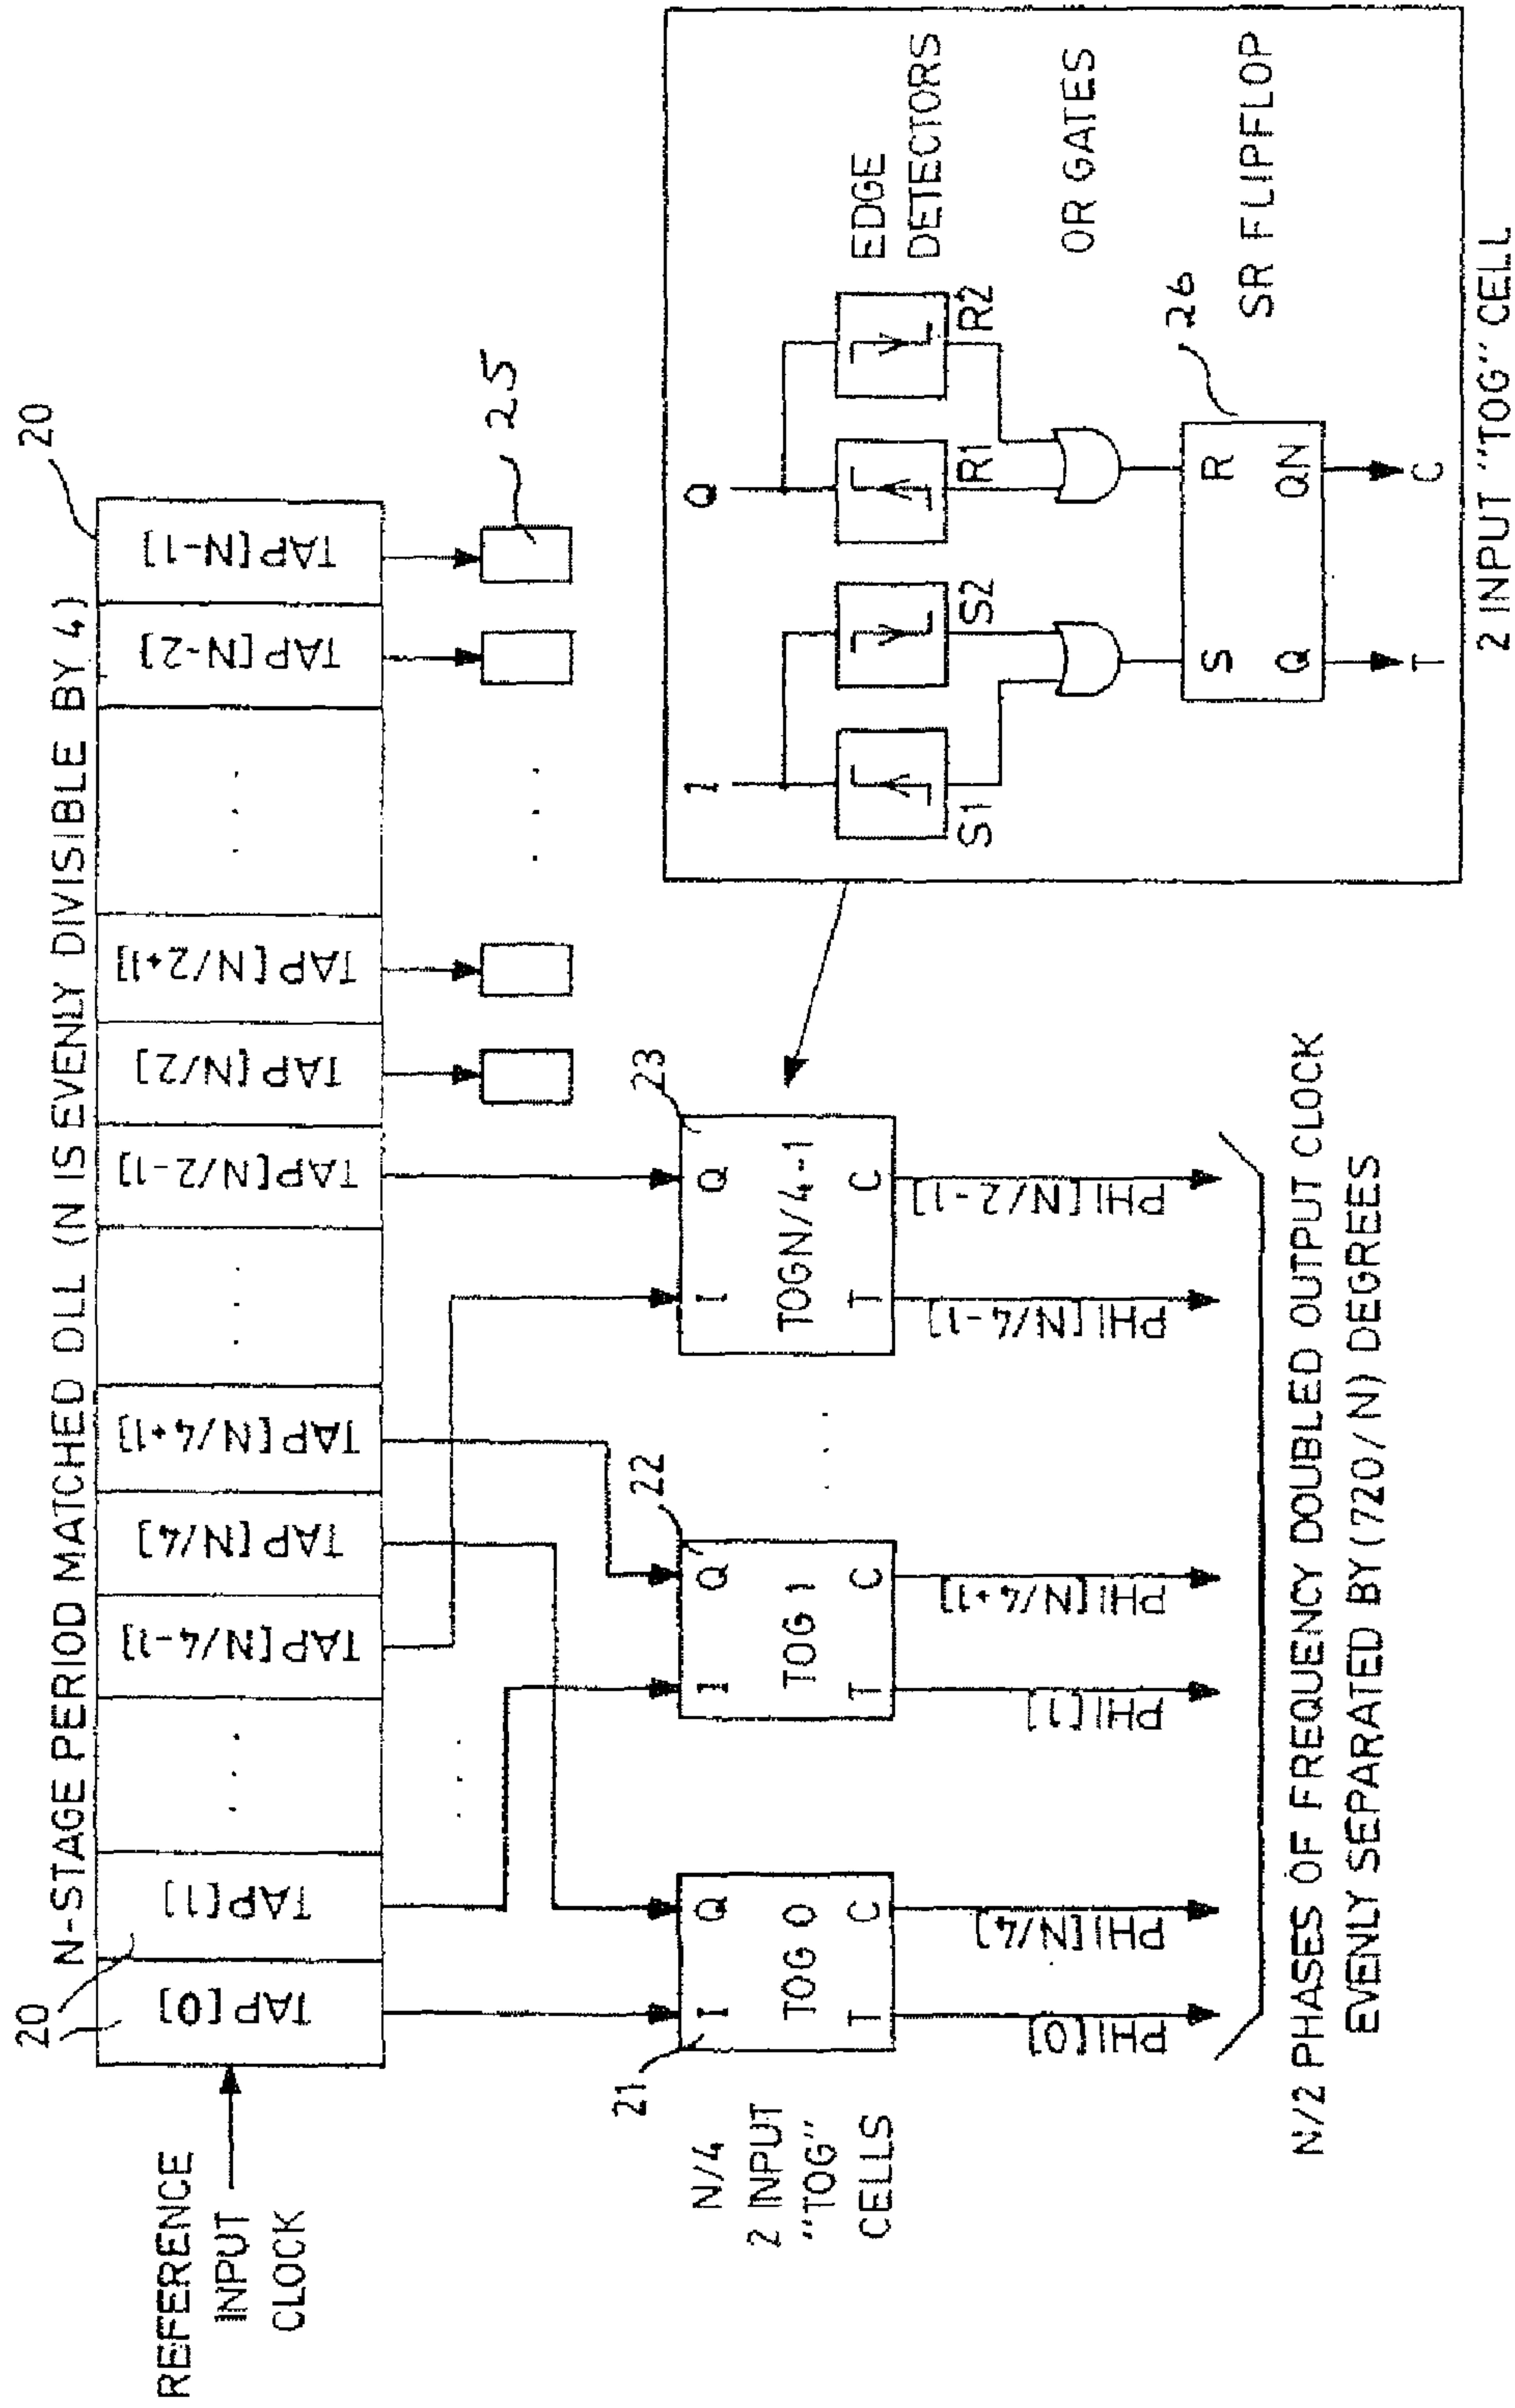 N-STAGE PERIOD MATCHED DLL (N IS EVENLY DIVISIBLE BY 4)
20
20
REFERENCE
INPUT
CLOCK
TAP[0]
TAP[1]
. . .
TAP[N/4-1]
TAP[N/4]
TAP[N/4+1]
. . .
TAP[N/2-1]
TAP[N/2]
TAP[N/2+1]
. . .
TAP[N-2]
TAP[N-1]
25
. . .
. . .
N/4
2 INPUT
"TOG"
CELLS
21
I Q
TOG 0
T C
22
I Q
TOG 1
T C
. . .
23
I Q
TOGN/4-1
T C
PHI[0]
PHI[N/4]
PHI[1]
PHI[N/4+1]
PHI[N/4-1]
PHI[N/2-1]
N/2 PHASES OF FREQUENCY DOUBLED OUTPUT CLOCK
EVENLY SEPARATED BY (720/N) DEGREES
I Q
EDGE
DETECTORS
S1 S2 R1 R2
OR GATES
26
S R
Q QN
SR FLIPFLOP
T C
2 INPUT "TOG" CELL